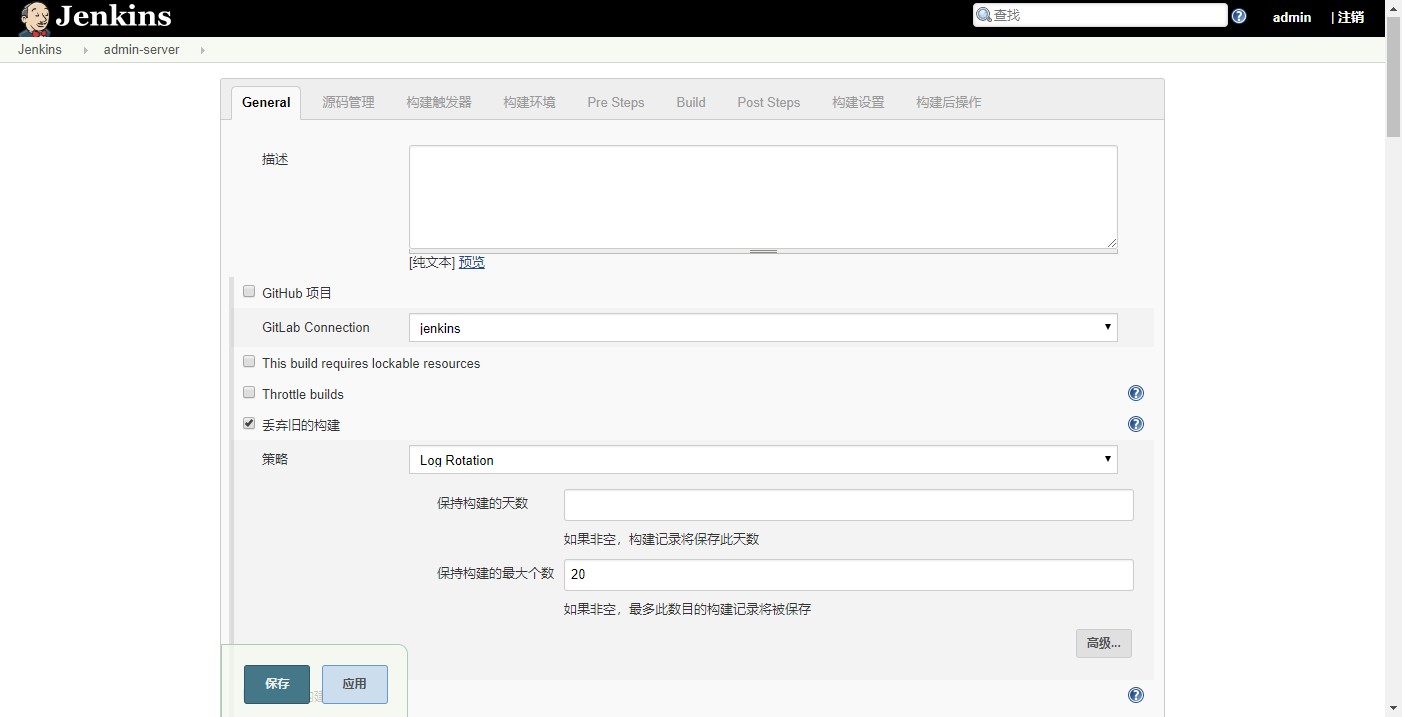 Jenkins
查找
admin
| 注销
Jenkins
admin-server
General 源码管理 构建触发器 构建环境 Pre Steps Build Post Steps 构建设置 构建后操作
描述
[纯文本] 预览
GitHub 项目
GitLab Connection
jenkins
This build requires lockable resources
Throttle builds
丢弃旧的构建
策略
Log Rotation
保持构建的天数
如果非空，构建记录将保存此天数
保持构建的最大个数
20
如果非空，最多此数目的构建记录将被保存
高级...
保存
应用